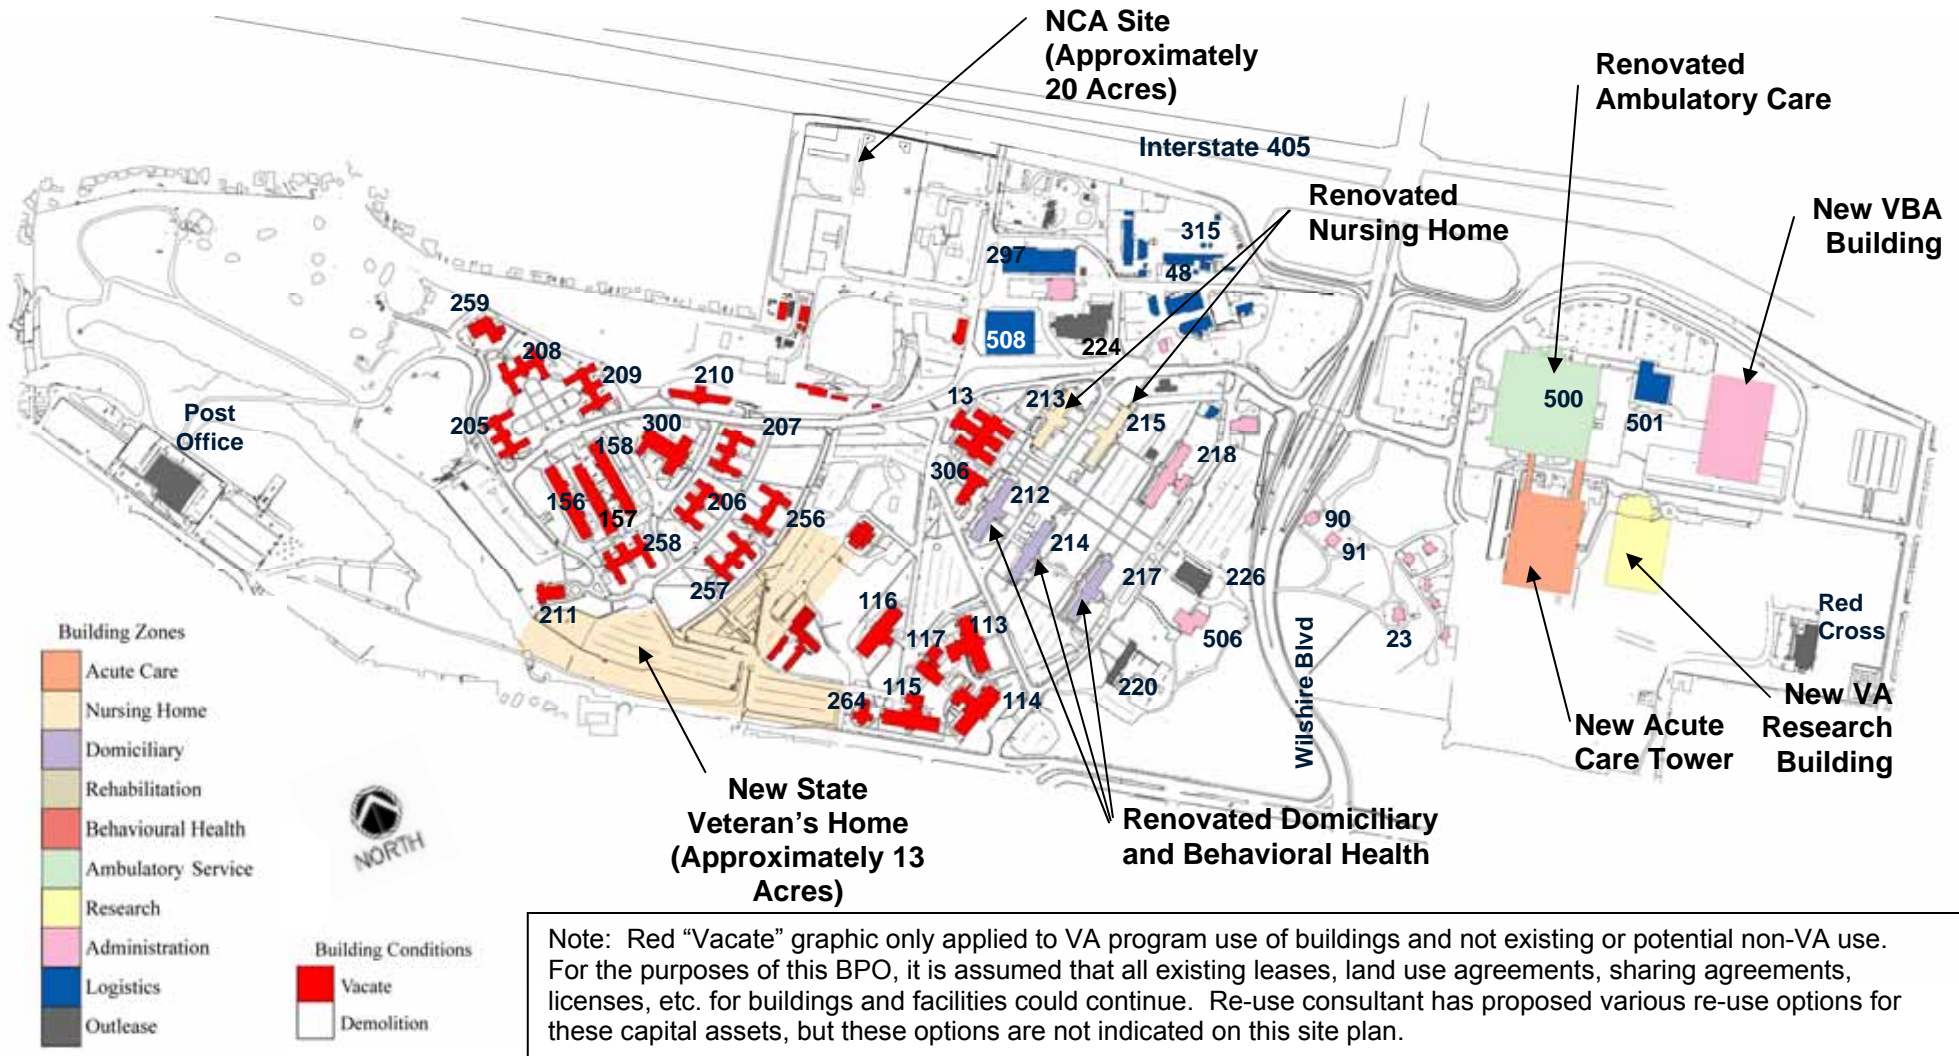 NCA Site
(Approximately
20 Acres)
Renovated
Ambulatory Care
Interstate 405
Renovated
Nursing Home
New VBA
Building
315
297
48
259
508
224
208
209
210
13
213
215
500
501
Post
Office
205
300
207
158
218
306
156
157
206
256
212
90
258
214
91
217
226
257
211
116
117
113
506
23
Red
Cross
Wilshire Blvd
220
115
264
114
New VA
Research
Building
New Acute
Care Tower
New State
Veteran’s Home
(Approximately 13
Acres)
Renovated Domiciliary
and Behavioral Health
Building Zones
Acute Care
Nursing Home
Domiciliary
Rehabilitation
Behavioural Health
Ambulatory Service
Research
Administration
Logistics
Outlease
NORTH
Building Conditions
Vacate
Demolition
Note: Red “Vacate” graphic only applied to VA program use of buildings and not existing or potential non-VA use.
For the purposes of this BPO, it is assumed that all existing leases, land use agreements, sharing agreements,
licenses, etc. for buildings and facilities could continue. Re-use consultant has proposed various re-use options for
these capital assets, but these options are not indicated on this site plan.